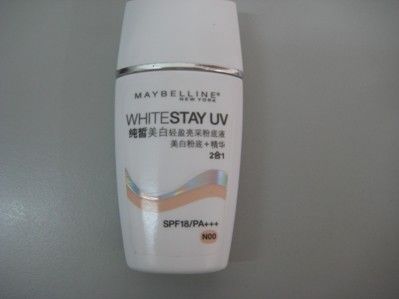 MAYBELLINE
NEW YORK
WHITESTAY UV
纯皙美白轻盈亮采粉底液
美白粉底+精华
2合1
SPF18/PA+++
N00